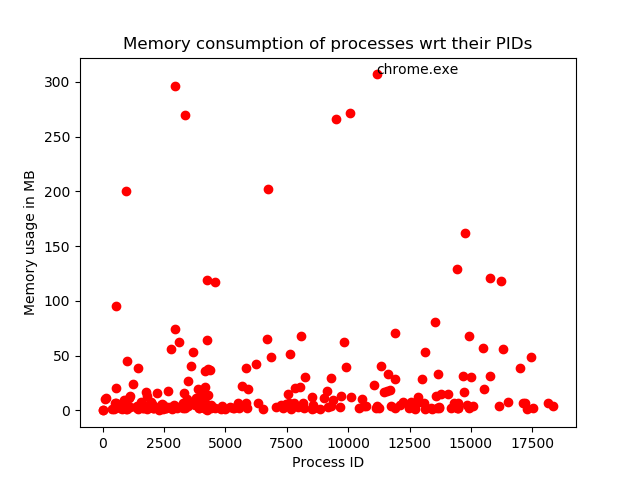 Memory consumption of processes wrt their PIDs
chrome.exe
300
250
200
150
100
50
0
Memory usage in MB
0 2500 5000 7500 10000 12500 15000 17500
Process ID